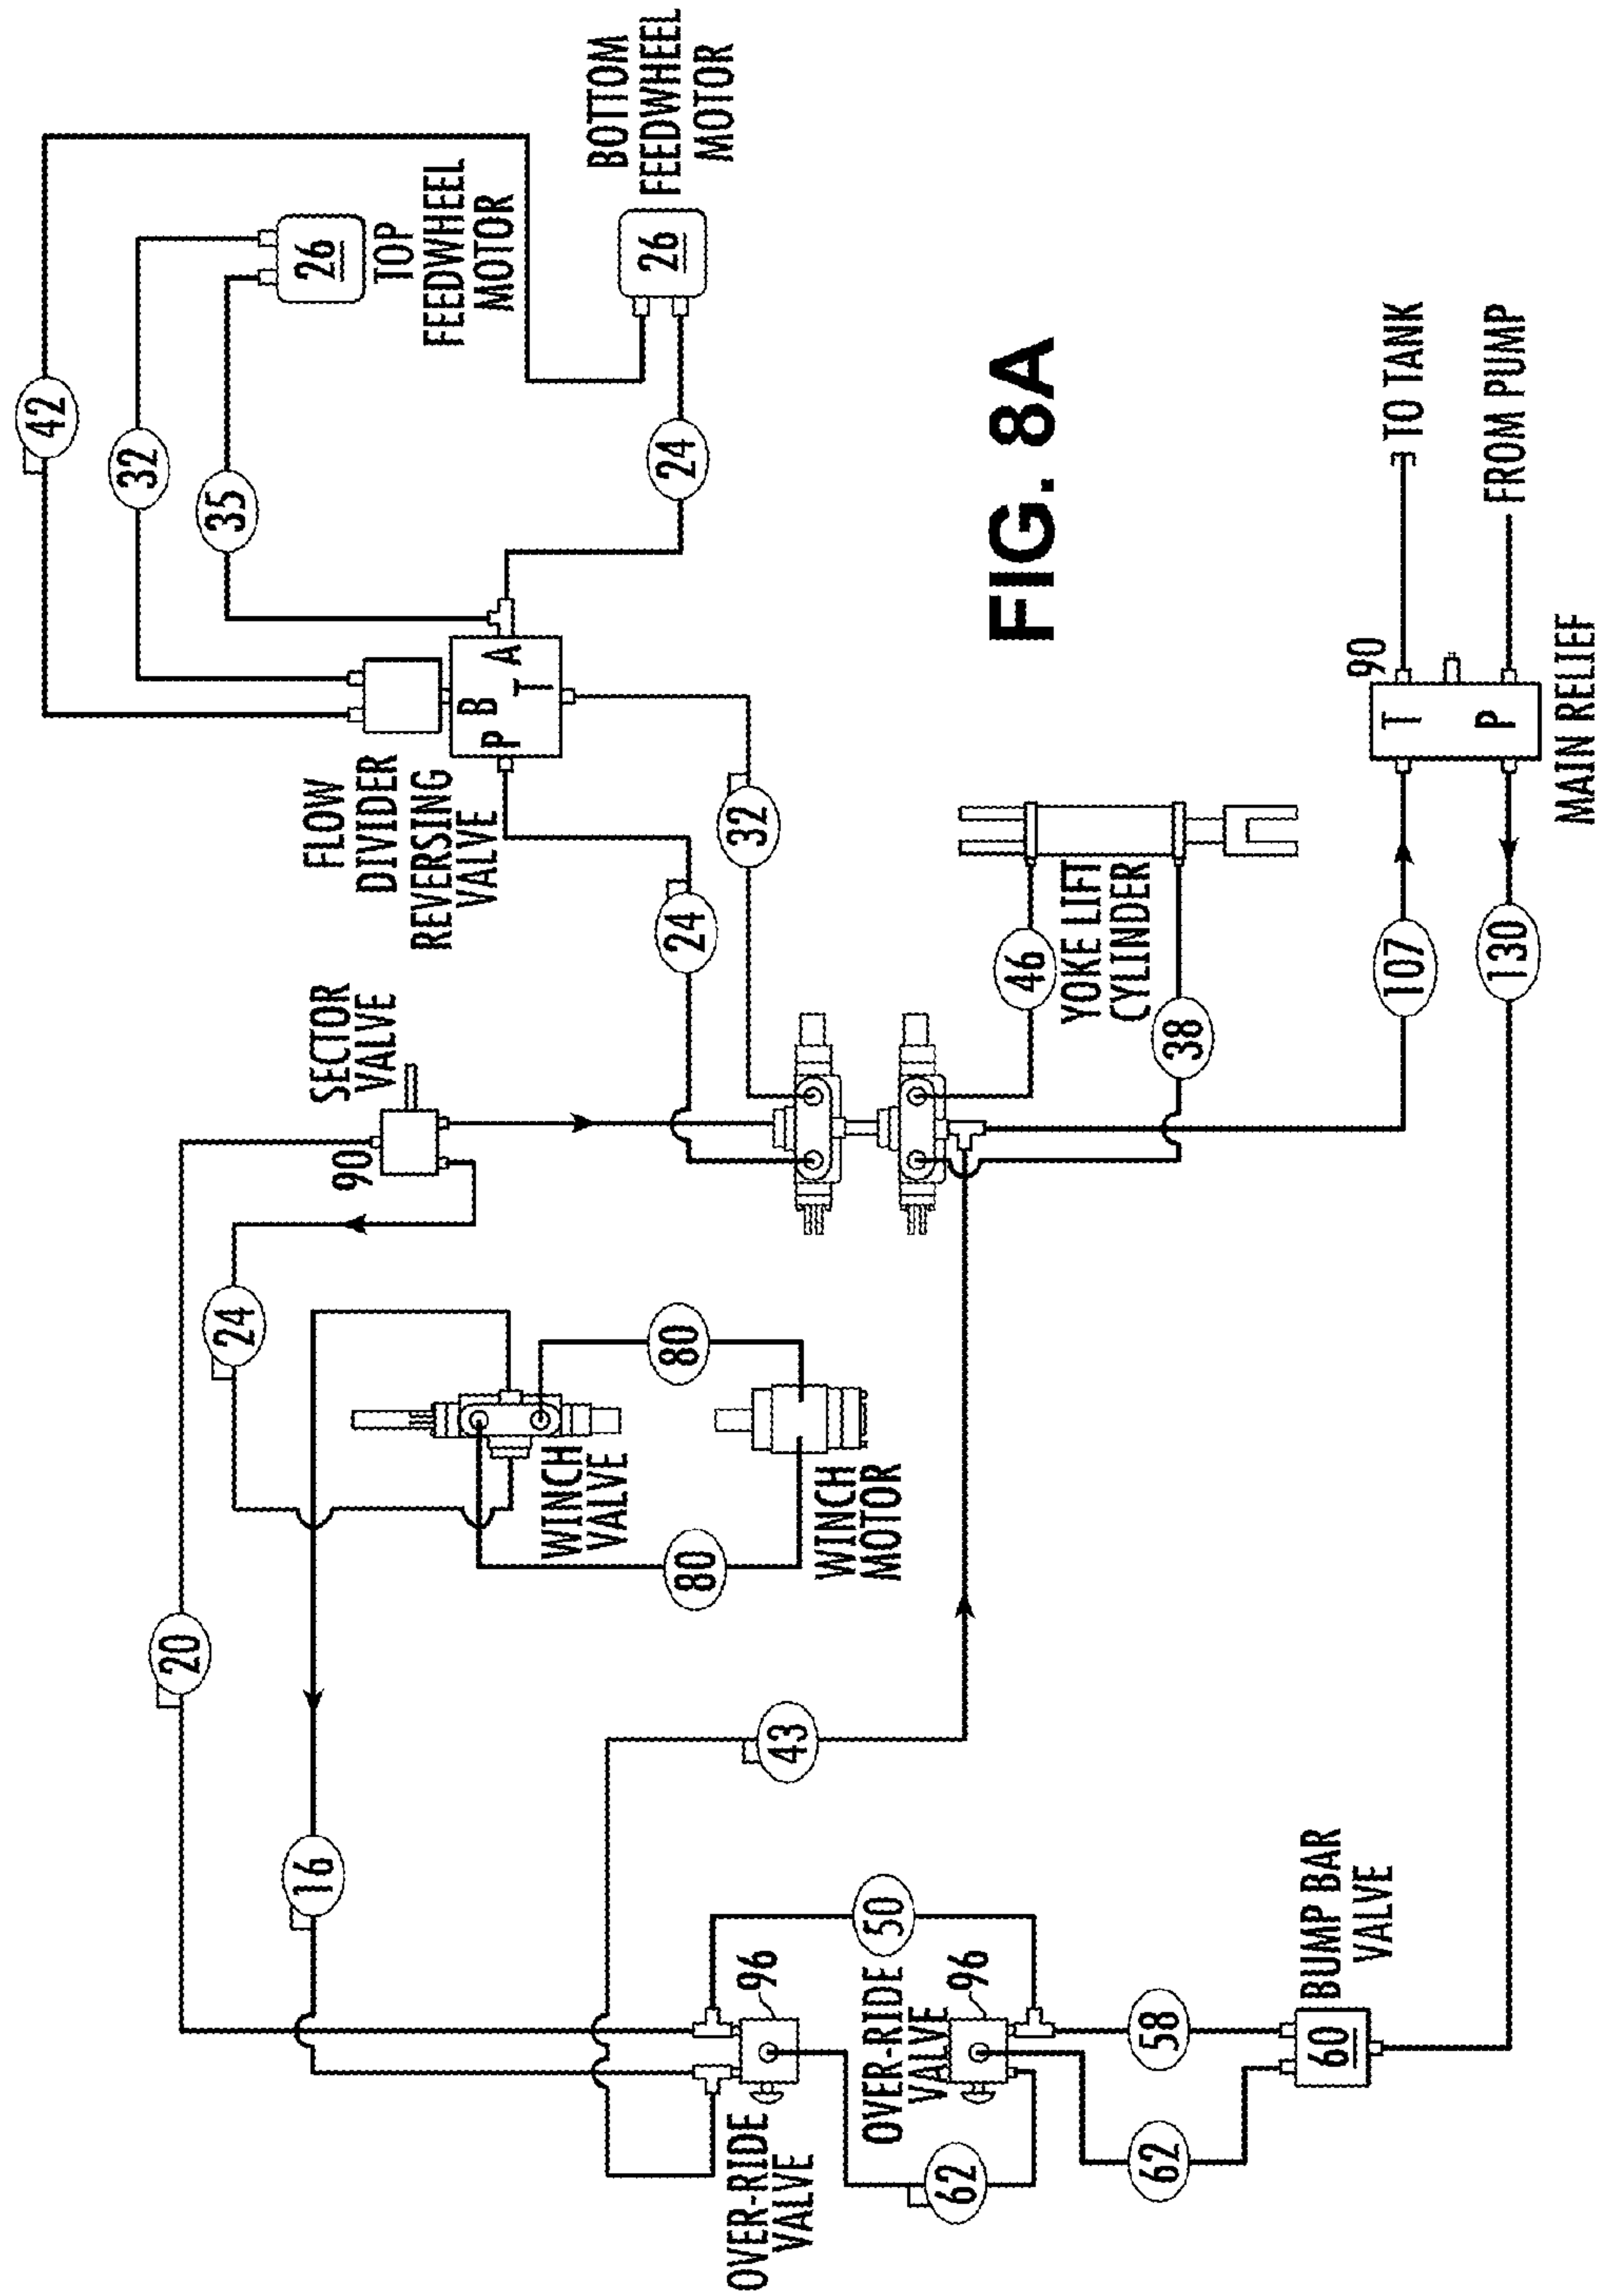 42
32
35
26
TOP
FEEDWHEEL
MOTOR
BOTTOM
FEEDWHEEL
MOTOR
26
24
FLOW
DIVIDER
REVERSING
VALVE
P B
T A
24
32
SECTOR
VALVE
90
20
24
16
WINCH
VALVE
80
80
WINCH
MOTOR
43
46
YOKE LIFT
CYLINDER
38
FIG. 8A
TO TANK
FROM PUMP
90
T
P
MAIN RELIEF
107
130
OVER-RIDE
VALVE
96
50
OVER-RIDE
VALVE
96
62
58
62
60
BUMP BAR
VALVE